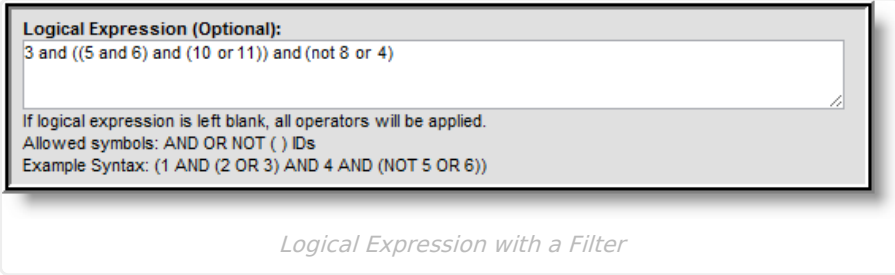 Logical Expression (Optional):
3 and ((5 and 6) and (10 or 11)) and (not 8 or 4)
If logical expression is left blank, all operators will be applied.
Allowed symbols: AND OR NOT ( ) IDs
Example Syntax: (1 AND (2 OR 3) AND 4 AND (NOT 5 OR 6))
Logical Expression with a Filter